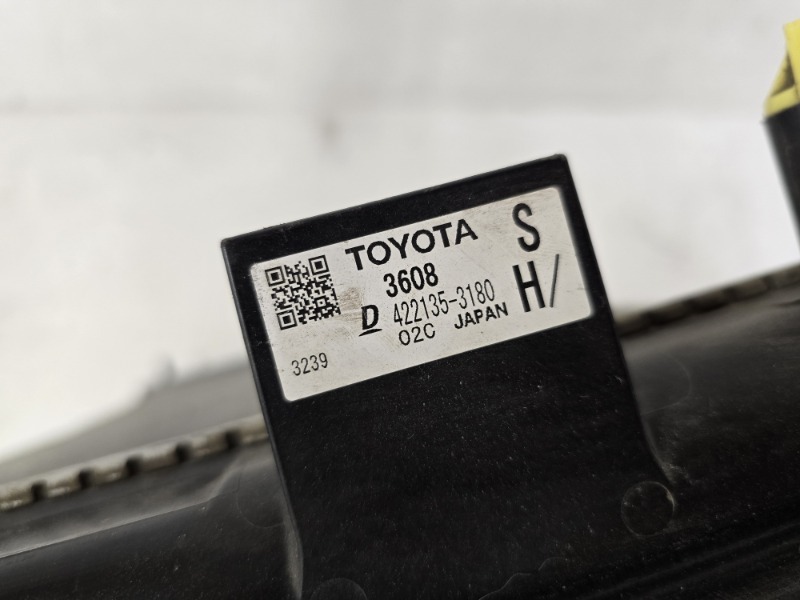 TOYOTA S
3608
D 422135-3180 H/
02C JAPAN
3239